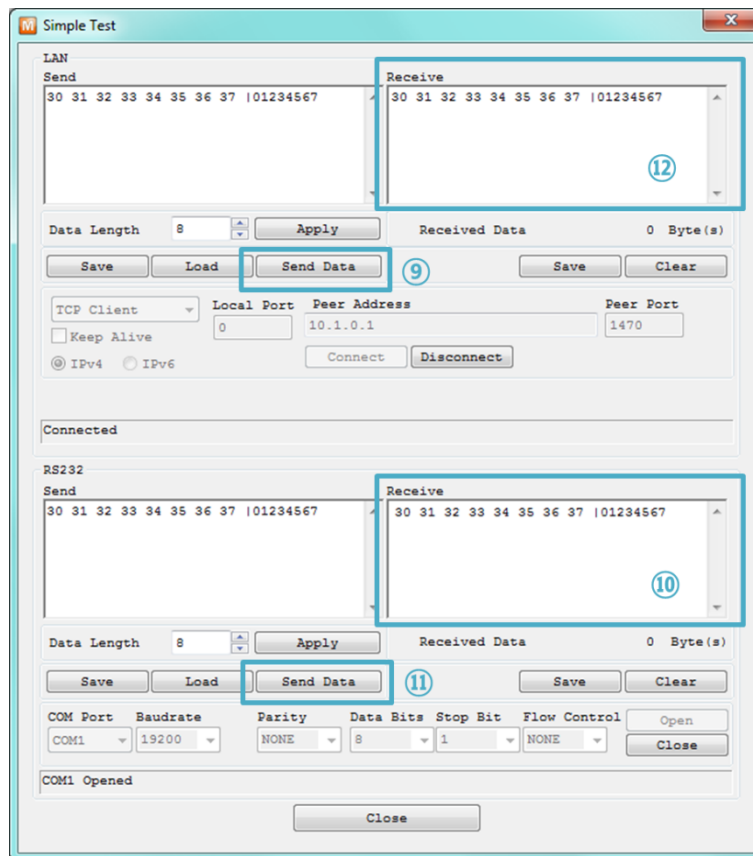 M Simple Test
LAN
Send Receive
30 31 32 33 34 35 36 37 |01234567 30 31 32 33 34 35 36 37 |01234567
⑫
Data Length 8 Apply Received Data 0 Byte(s)
Save Load Send Data ⑨ Save Clear
TCP Client Local Port Peer Address Peer Port
Keep Alive 0 10.1.0.1 1470
IPv4 IPv6 Connect Disconnect
Connected
RS232
Send Receive
30 31 32 33 34 35 36 37 |01234567 30 31 32 33 34 35 36 37 |01234567
⑩
Data Length 8 Apply Received Data 0 Byte(s)
Save Load Send Data ⑪ Save Clear
COM Port Baudrate Parity Data Bits Stop Bit Flow Control Open
COM1 19200 NONE 8 1 NONE Close
COM1 Opened
Close